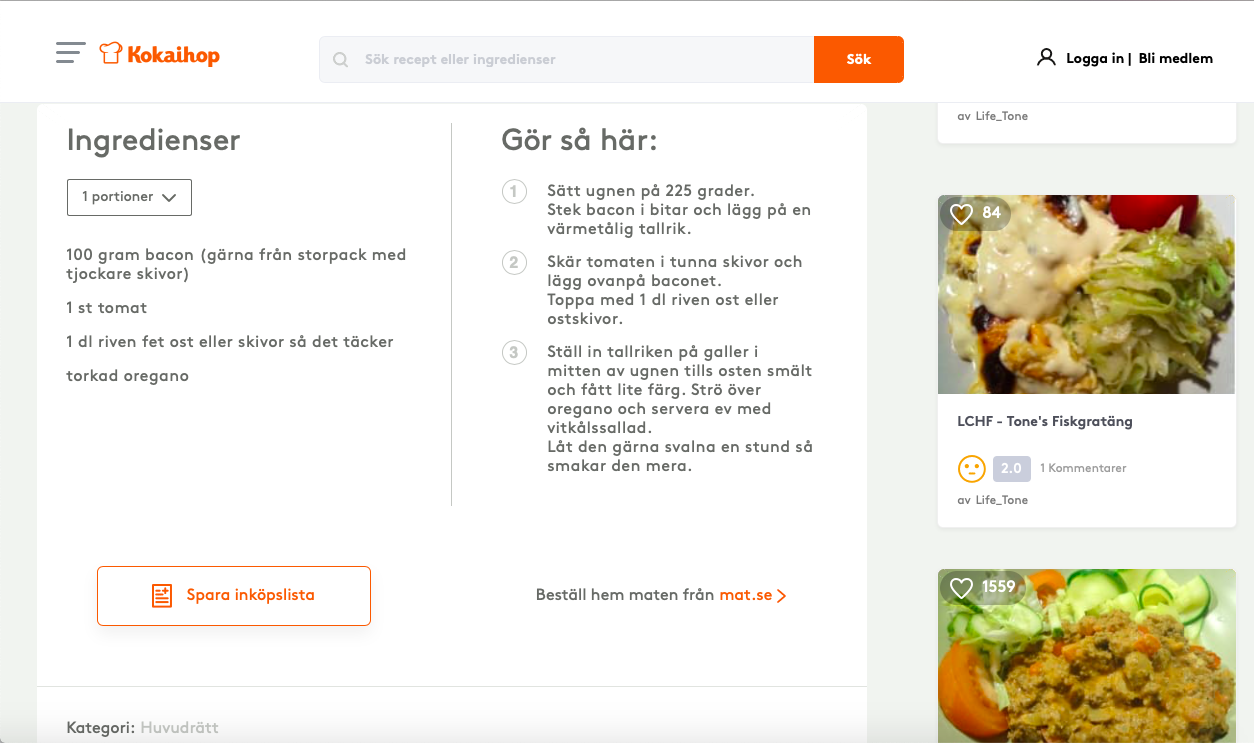 Kokaihop
Sök recept eller ingredienser
Sök
Logga in | Bli medlem
Ingredienser
1 portioner
100 gram bacon (gärna från storpack med
tjockare skivor)
1 st tomat
1 dl riven fet ost eller skivor så det täcker
torkad oregano
Gör så här:
1
Sätt ugnen på 225 grader.
Stek bacon i bitar och lägg på en
värmetålig tallrik.
2
Skär tomaten i tunna skivor och
lägg ovanpå baconet.
Toppa med 1 dl riven ost eller
ostskivor.
3
Ställ in tallriken på galler i
mitten av ugnen tills osten smält
och fått lite färg. Strö över
oregano och servera ev med
vitkålssallad.
Låt den gärna svalna en stund så
smakar den mera.
Spara inköpslista
Beställ hem maten från mat.se
Kategori: Huvudrätt
av Life_Tone
84
LCHF - Tone's Fiskgratäng
2.0 1 Kommentarer
av Life_Tone
1559